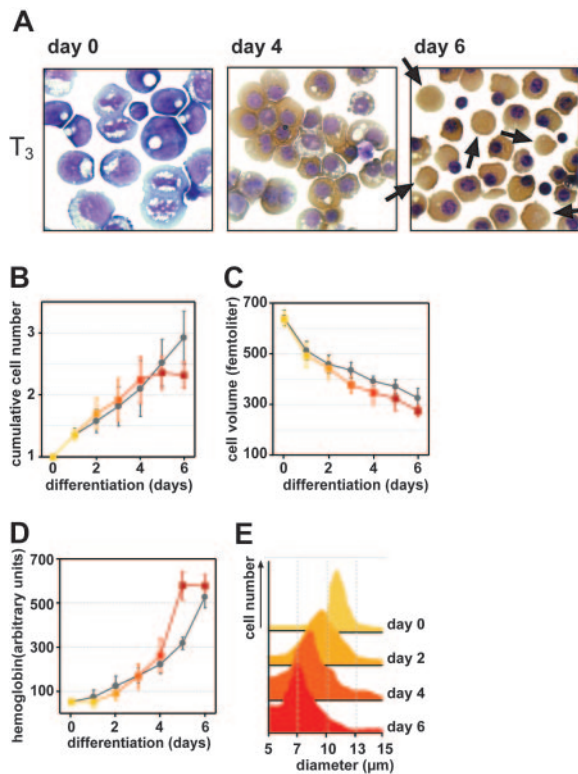 A
day 0
day 4
day 6
T3
B
cumulative cell number
3
2
1
0 2 4 6
differentiation (days)
C
cell volume (femtoliter)
700
500
300
100
0 2 4 6
differentiation (days)
D
hemoglobin(arbitrary units)
700
500
300
100
0 2 4 6
differentiation (days)
E
cell number
day 0
day 2
day 4
day 6
5 7 10 13 15
diameter (µm)